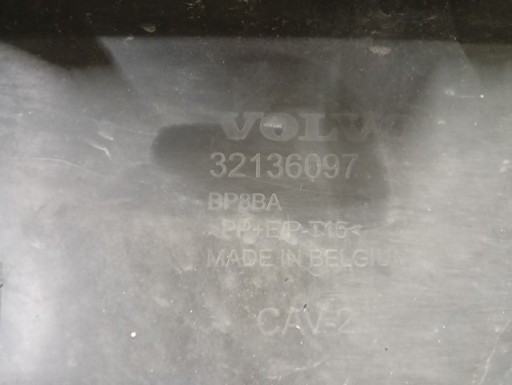 VOLVO
32136097
BP8BA
>PP+E/P-T15<
MADE IN BELGIUM
CAV-2